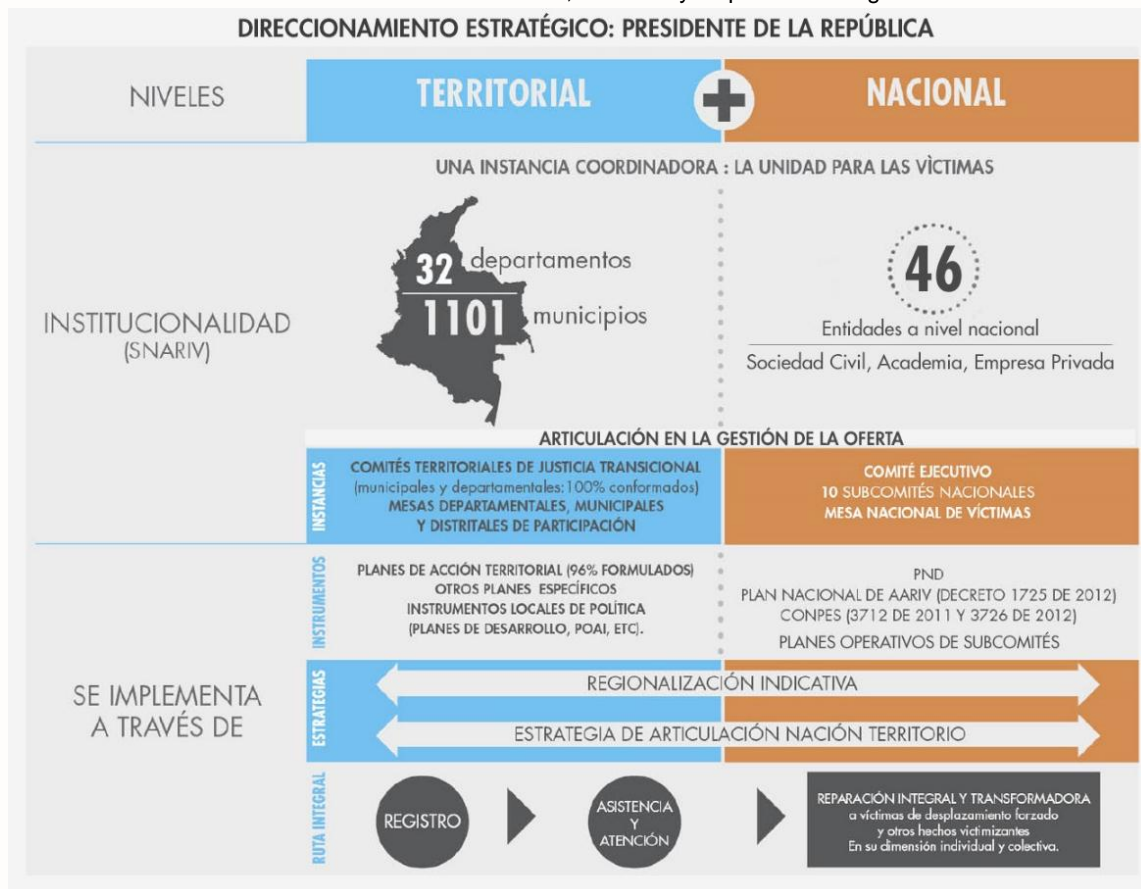 DIRECCIONAMIENTO ESTRATÉGICO: PRESIDENTE DE LA REPÚBLICA
NIVELES
TERRITORIAL
+
NACIONAL
UNA INSTANCIA COORDINADORA : LA UNIDAD PARA LAS VÌCTIMAS
INSTITUCIONALIDAD
(SNARIV)
32 departamentos
1101 municipios
46
Entidades a nivel nacional
Sociedad Civil, Academia, Empresa Privada
ARTICULACIÓN EN LA GESTIÓN DE LA OFERTA
INSTANCIAS
COMITÉS TERRITORIALES DE JUSTICIA TRANSICIONAL
(municipales y departamentales:100% conformados)
MESAS DEPARTAMENTALES, MUNICIPALES
Y DISTRITALES DE PARTICIPACIÓN
COMITÉ EJECUTIVO
10 SUBCOMITÉS NACIONALES
MESA NACIONAL DE VÍCTIMAS
SE IMPLEMENTA
A TRAVÉS DE
INSTRUMENTOS
PLANES DE ACCIÓN TERRITORIAL (96% FORMULADOS)
OTROS PLANES ESPECÍFICOS
INSTRUMENTOS LOCALES DE POLÍTICA
(PLANES DE DESARROLLO, POAI, ETC).
PND
PLAN NACIONAL DE AARIV (DECRETO 1725 DE 2012)
CONPES (3712 DE 2011 Y 3726 DE 2012)
PLANES OPERATIVOS DE SUBCOMITÉS
ESTRATEGIAS
REGIONALIZACIÓN INDICATIVA
ESTRATEGIA DE ARTICULACIÓN NACIÓN TERRITORIO
RUTA INTEGRAL
REGISTRO
ASISTENCIA
Y
ATENCIÓN
REPARACIÓN INTEGRAL Y TRANSFORMADORA
a víctimas de desplazamiento forzado
y otros hechos victimizantes
En su dimensión individual y colectiva.